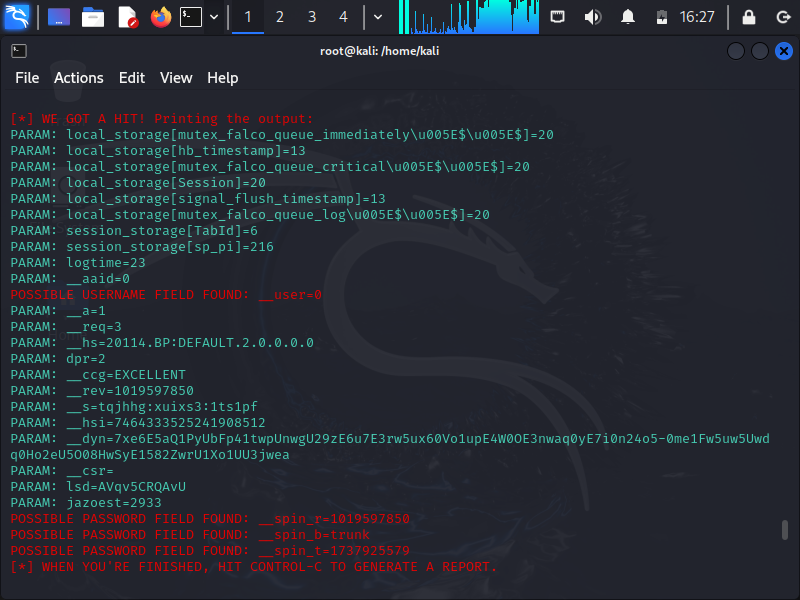 1 2 3 4 16:27
root@kali: /home/kali
File Actions Edit View Help
[*] WE GOT A HIT! Printing the output:
PARAM: local_storage[mutex_falco_queue_immediately\u005E$\u005E$]=20
PARAM: local_storage[hb_timestamp]=13
PARAM: local_storage[mutex_falco_queue_critical\u005E$\u005E$]=20
PARAM: local_storage[Session]=20
PARAM: local_storage[signal_flush_timestamp]=13
PARAM: local_storage[mutex_falco_queue_log\u005E$\u005E$]=20
PARAM: session_storage[TabId]=6
PARAM: session_storage[sp_pi]=216
PARAM: logtime=23
PARAM: __aaid=0
POSSIBLE USERNAME FIELD FOUND: __user=0
PARAM: __a=1
PARAM: __req=3
PARAM: __hs=20114.BP:DEFAULT.2.0.0.0.0
PARAM: dpr=2
PARAM: __ccg=EXCELLENT
PARAM: __rev=1019597850
PARAM: __s=tqjhhg:xuixs3:1ts1pf
PARAM: __hsi=7464333525241908512
PARAM: __dyn=7xe6E5aQ1PyUbFp41twpUnwgU29zE6u7E3rw5ux60Vo1upE4W0OE3nwaq0yE7i0n24o5-0me1Fw5uw5Uwd
q0Ho2eU5O08HwSyE1582ZwrU1Xo1UU3jwea
PARAM: __csr=
PARAM: lsd=AVqv5CRQAvU
PARAM: jazoest=2933
POSSIBLE PASSWORD FIELD FOUND: __spin_r=1019597850
POSSIBLE PASSWORD FIELD FOUND: __spin_b=trunk
POSSIBLE PASSWORD FIELD FOUND: __spin_t=1737925579
[*] WHEN YOU'RE FINISHED, HIT CONTROL-C TO GENERATE A REPORT.